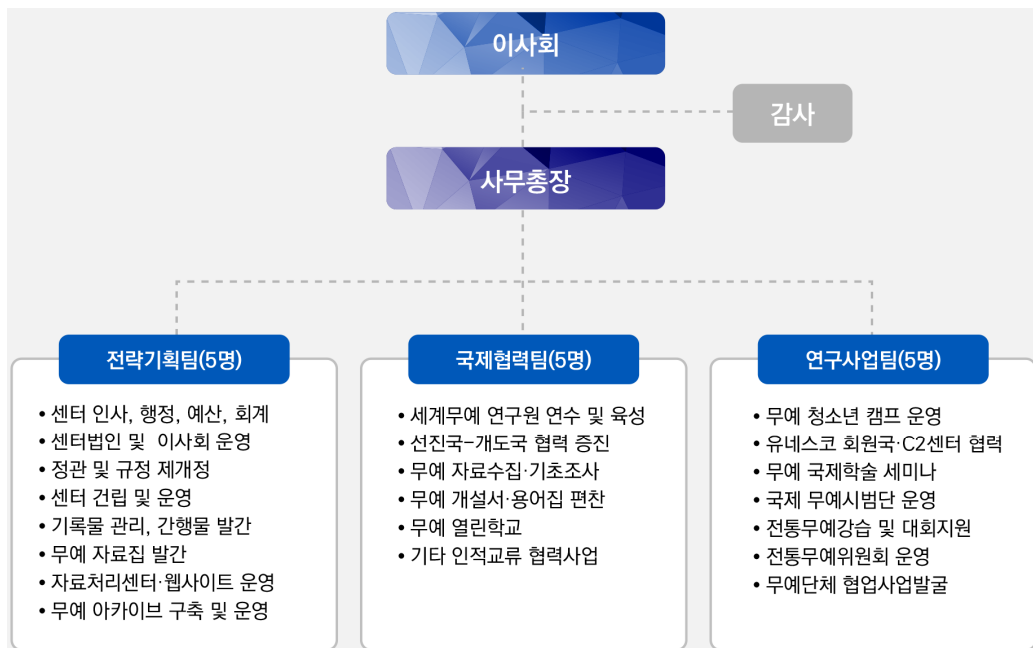 이사회
감사
사무총장
전략기획팀(5명)
• 센터 인사, 행정, 예산, 회계
• 센터법인 및 이사회 운영
• 정관 및 규정 제개정
• 센터 건립 및 운영
• 기록물 관리, 간행물 발간
• 무예 자료집 발간
• 자료처리센터·웹사이트 운영
• 무예 아카이브 구축 및 운영
국제협력팀(5명)
• 세계무예 연구원 연수 및 육성
• 선진국-개도국 협력 증진
• 무예 자료수집·기초조사
• 무예 개설서·용어집 편찬
• 무예 열린학교
• 기타 인적교류 협력사업
연구사업팀(5명)
• 무예 청소년 캠프 운영
• 유네스코 회원국·C2센터 협력
• 무예 국제학술 세미나
• 국제 무예시범단 운영
• 전통무예강습 및 대회지원
• 전통무예위원회 운영
• 무예단체 협업사업발굴